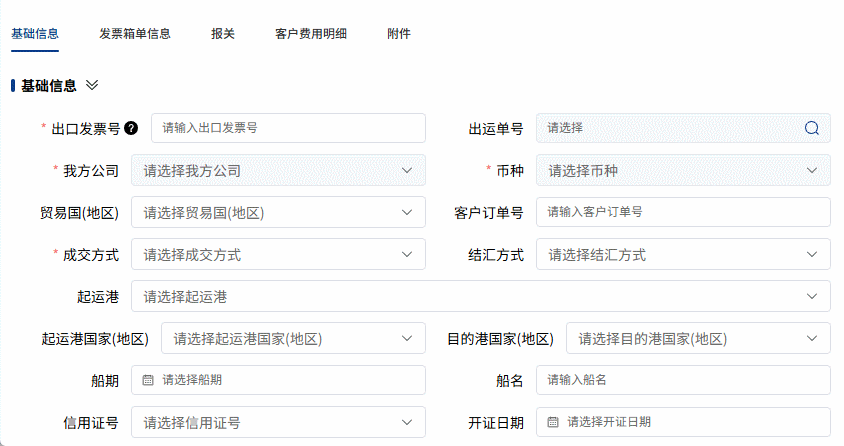 基础信息 发票箱单信息 报关 客户费用明细 附件
基础信息
* 出口发票号 ? 请输入出口发票号 出运单号 请选择
* 我方公司 请选择我方公司 * 币种 请选择币种
贸易国(地区) 请选择贸易国(地区) 客户订单号 请输入客户订单号
* 成交方式 请选择成交方式 结汇方式 请选择结汇方式
起运港 请选择起运港
起运港国家(地区) 请选择起运港国家(地区) 目的港国家(地区) 请选择目的港国家(地区)
船期 请选择船期 船名 请输入船名
信用证号 请选择信用证号 开证日期 请选择开证日期